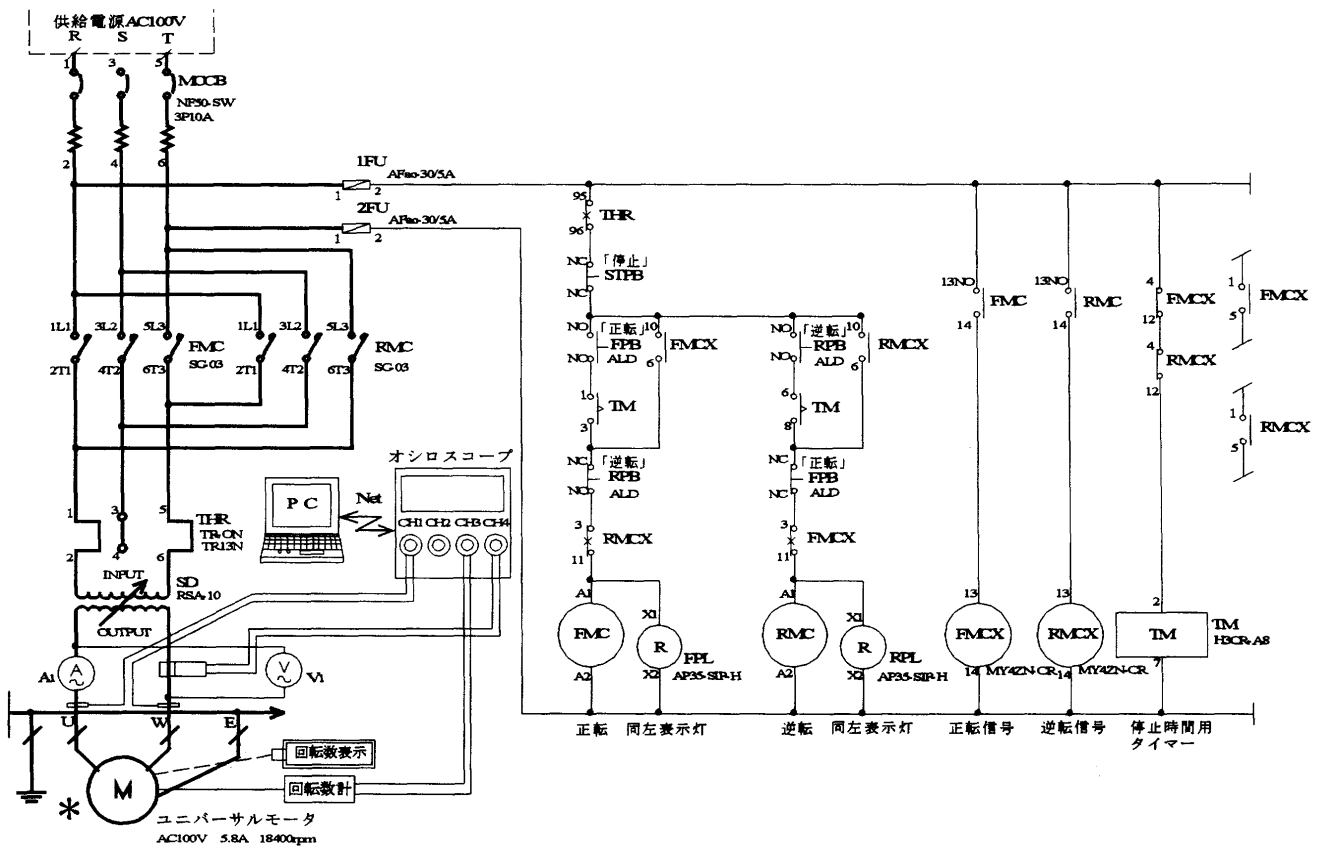 供給電源AC100V
R S T
1 3 5
MCCB
NF50-SW
3P10A
2 4 6
1FU
AFac-30/5A
1 2
2FU
AFac-30/5A
1 2
95
THR
96
NC
「停止」
STPB
NC
1L1 3L2 5L3
FMC
SC-03
2T1 4T2 6T3
1L1 3L2 5L3
RMC
SC-03
2T1 4T2 6T3
NO
「正転」
FPB
NO
ALD
10
FMCX
6
1
TM
3
NC
「逆転」
RPB
NC
ALD
3
RMCX
11
A1
FMC
A2
X1
R
FPL
X2
AP35-SIP-H
NO
「逆転」
RPB
NO
ALD
10
RMCX
6
6
TM
8
NC
「正転」
FPB
NC
ALD
3
FMCX
11
A1
RMC
A2
X1
R
RPL
X2
AP35-SIP-H
13NO
FMC
14
13
FMCX
14
MY4ZN-CR
13NO
RMC
14
13
RMCX
14
MY4ZN-CR
4
FMCX
12
4
RMCX
12
2
TM
7
TM
H3CR-A8
1
FMCX
5
1
RMCX
5
正転 同左表示灯 逆転 同左表示灯 正転信号 逆転信号 停止時間用
タイマー
オシロスコープ
PC
Net
CH1 CH2 CH3 CH4
1 3 5
THR
TR-ON
TR13N
2 4 6
INPUT
SD
RSA-10
OUTPUT
A1
A
V
V1
U W E
回転数表示
回転数計
M
*
ユニバーサルモータ
AC100V 5.8A 18400rpm